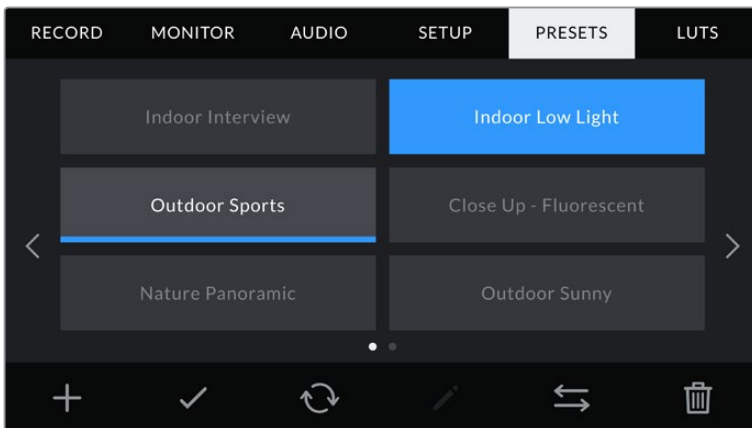 RECORD MONITOR AUDIO SETUP PRESETS LUTS
Indoor Interview Indoor Low Light
Outdoor Sports Close Up - Fluorescent
Nature Panoramic Outdoor Sunny